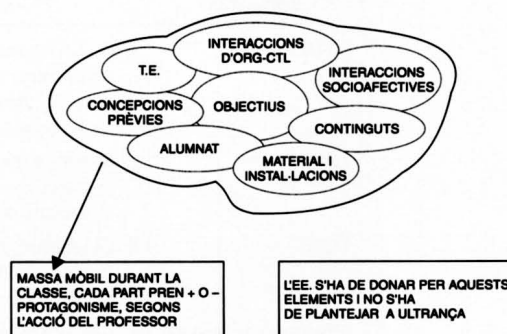 INTERACCIONS
D'ORG-CTL
T.E.
INTERACCIONS
SOCIOAFECTIVES
CONCEPCIONS
PRÈVIES
OBJECTIUS
CONTINGUTS
ALUMNAT
MATERIAL I
INSTAL·LACIONS
MASSA MÒBIL DURANT LA
CLASSE, CADA PART PREN + O –
PROTAGONISME, SEGONS
L'ACCIÓ DEL PROFESSOR
L'EE. S'HA DE DONAR PER AQUESTS
ELEMENTS I NO S'HA
DE PLANTEJAR A ULTRANÇA